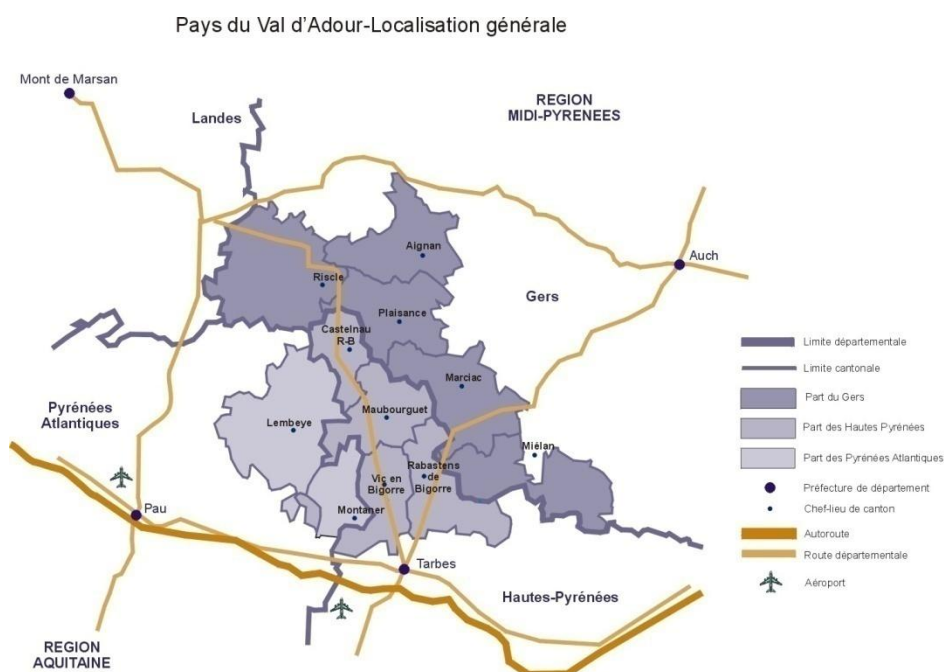 Pays du Val d'Adour-Localisation générale
Mont de Marsan
Landes
REGION
MIDI-PYRENEES
Aignan
Auch
Riscle
Gers
Plaisance
Castelnau
R-B
Limite départementale
Limite cantonale
Marciac
Part du Gers
Pyrénées
Atlantiques
Maubourguet
Lembeye
Part des Hautes Pyrénées
Miélan
Part des Pyrénées Atlantiques
Rabastens
de
Bigorre
Vic en
Bigorre
Préfecture de département
Montaner
Chef-lieu de canton
Pau
Autoroute
Route départementale
Tarbes
Aéroport
Hautes-Pyrénées
REGION
AQUITAINE